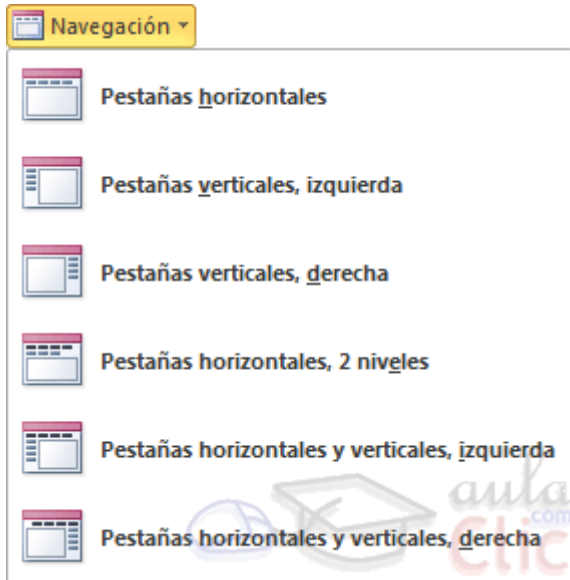 Navegación
Pestañas horizontales
Pestañas verticales, izquierda
Pestañas verticales, derecha
Pestañas horizontales, 2 niveles
Pestañas horizontales y verticales, izquierda
aula
com
Clic
Pestañas horizontales y verticales, derecha